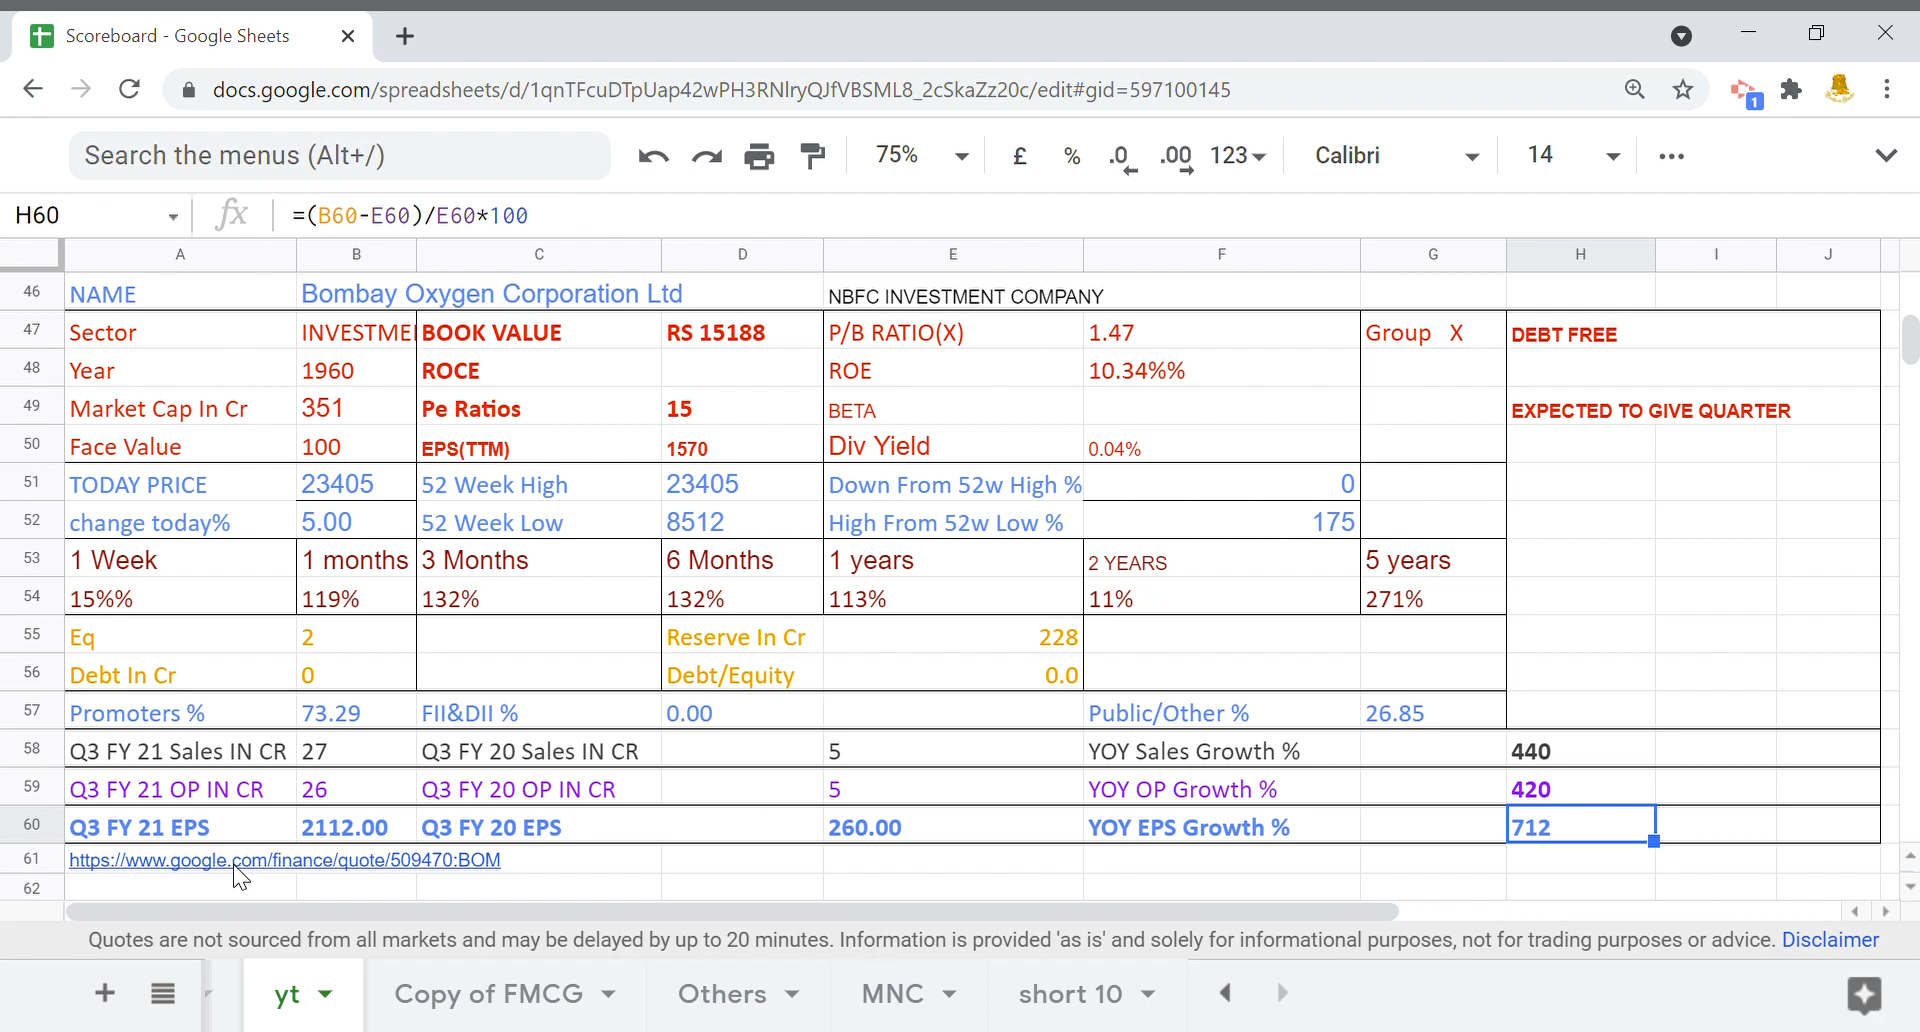 Scoreboard - Google Sheets
docs.google.com/spreadsheets/d/1qnTFcuDTpUap42wPH3RNlryQJfVBSML8_2cSkaZz20c/edit#gid=597100145
1
Search the menus (Alt+/) 75% £ % .0 .00 123 Calibri 14
H60 fx =(B60-E60)/E60*100
A B C D E F G H I J
46 NAME Bombay Oxygen Corporation Ltd NBFC INVESTMENT COMPANY
47 Sector INVESTME BOOK VALUE RS 15188 P/B RATIO(X) 1.47 Group X DEBT FREE
48 Year 1960 ROCE ROE 10.34%%
49 Market Cap In Cr 351 Pe Ratios 15 BETA EXPECTED TO GIVE QUARTER
50 Face Value 100 EPS(TTM) 1570 Div Yield 0.04%
51 TODAY PRICE 23405 52 Week High 23405 Down From 52w High % 0
52 change today% 5.00 52 Week Low 8512 High From 52w Low % 175
53 1 Week 1 months 3 Months 6 Months 1 years 2 YEARS 5 years
54 15%% 119% 132% 132% 113% 11% 271%
55 Eq 2 Reserve In Cr 228
56 Debt In Cr 0 Debt/Equity 0.0
57 Promoters % 73.29 FII&DII % 0.00 Public/Other % 26.85
58 Q3 FY 21 Sales IN CR 27 Q3 FY 20 Sales IN CR 5 YOY Sales Growth % 440
59 Q3 FY 21 OP IN CR 26 Q3 FY 20 OP IN CR 5 YOY OP Growth % 420
60 Q3 FY 21 EPS 2112.00 Q3 FY 20 EPS 260.00 YOY EPS Growth % 712
61 https://www.google.com/finance/quote/509470:BOM
62
Quotes are not sourced from all markets and may be delayed by up to 20 minutes. Information is provided 'as is' and solely for informational purposes, not for trading purposes or advice. Disclaimer
yt Copy of FMCG Others MNC short 10